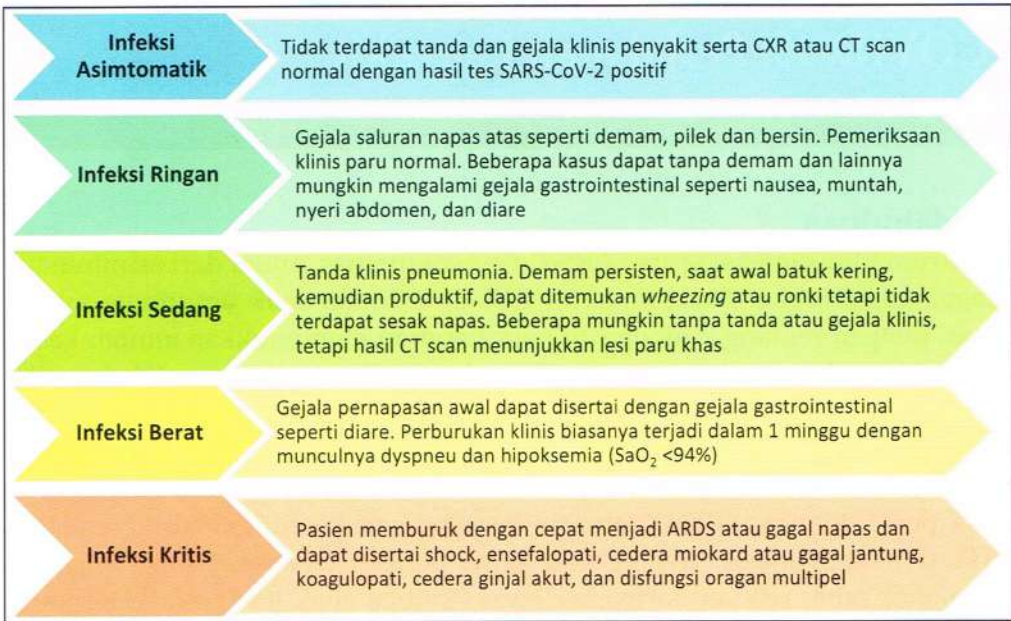 Infeksi
Asimtomatik
Tidak terdapat tanda dan gejala klinis penyakit serta CXR atau CT scan
normal dengan hasil tes SARS-CoV-2 positif
Infeksi Ringan
Gejala saluran napas atas seperti demam, pilek dan bersin. Pemeriksaan
klinis paru normal. Beberapa kasus dapat tanpa demam dan lainnya
mungkin mengalami gejala gastrointestinal seperti nausea, muntah,
nyeri abdomen, dan diare
Infeksi Sedang
Tanda klinis pneumonia. Demam persisten, saat awal batuk kering,
kemudian produktif, dapat ditemukan wheezing atau ronki tetapi tidak
terdapat sesak napas. Beberapa mungkin tanpa tanda atau gejala klinis,
tetapi hasil CT scan menunjukkan lesi paru khas
Infeksi Berat
Gejala pernapasan awal dapat disertai dengan gejala gastrointestinal
seperti diare. Perburukan klinis biasanya terjadi dalam 1 minggu dengan
munculnya dyspneu dan hipoksemia (SaO₂ <94%)
Infeksi Kritis
Pasien memburuk dengan cepat menjadi ARDS atau gagal napas dan
dapat disertai shock, ensefalopati, cedera miokard atau gagal jantung,
koagulopati, cedera ginjal akut, dan disfungsi oragan multipel